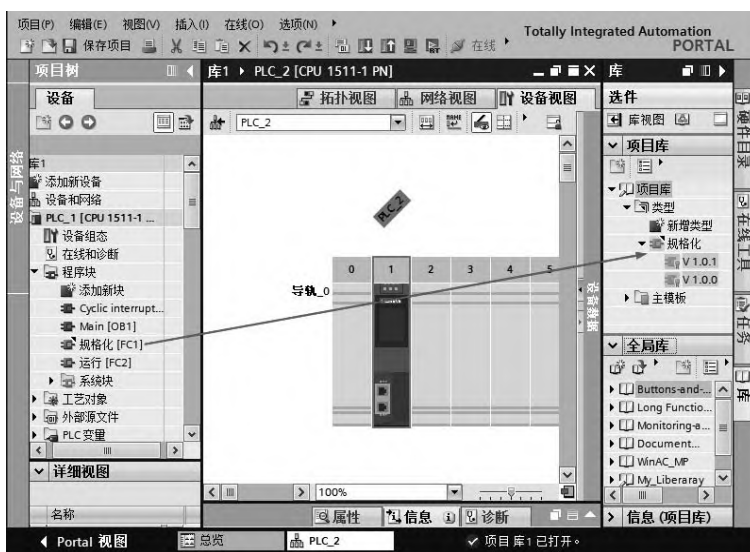 项目(P) 编辑(E) 视图(V) 插入(I) 在线(O) 选项(N)
Totally Integrated Automation
PORTAL
保存项目
在线
项目树
设备
设备与网络
库1
添加新设备
设备和网络
PLC_1 [CPU 1511-1 ...
设备组态
在线和诊断
程序块
添加新块
Cyclic interrupt...
Main [OB1]
规格化 [FC1]
运行 [FC2]
系统块
工艺对象
外部源文件
PLC 变量
详细视图
名称
库1 PLC_2 [CPU 1511-1 PN]
拓扑视图 网络视图 设备视图
PLC_2
PLC_2
0 1 2 3 4 5
导轨_0
设备数据
100%
属性 信息 诊断
库
选件
库视图
项目库
项目库
类型
新增类型
规格化
V 1.0.1
V 1.0.0
主模板
全局库
Buttons-and-...
Long Functio...
Monitoring-a...
Document...
WinAC_MP
My_Liberaray
信息 (项目库)
硬件目录
在线工具
任务
库
Portal 视图 总览 PLC_2 项目 库1 已打开。